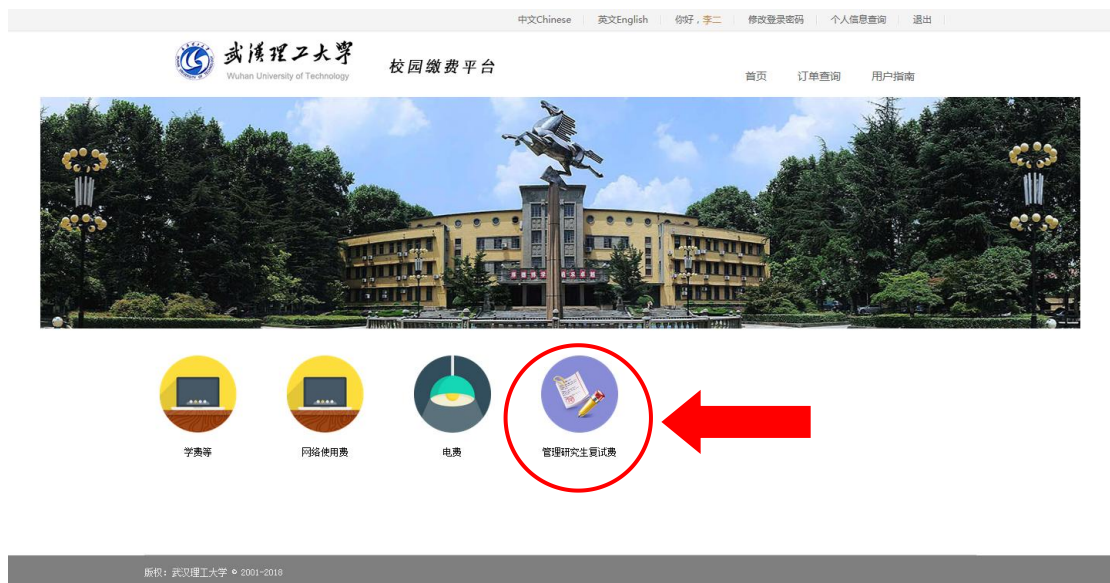 中文Chinese 英文English 你好，李二 修改登录密码 个人信息查询 退出
武漢理工大学
Wuhan University of Technology
校园缴费平台
首页 订单查询 用户指南
学费等 网络使用费 电费 管理研究生复试费
版权：武汉理工大学 © 2001-2018